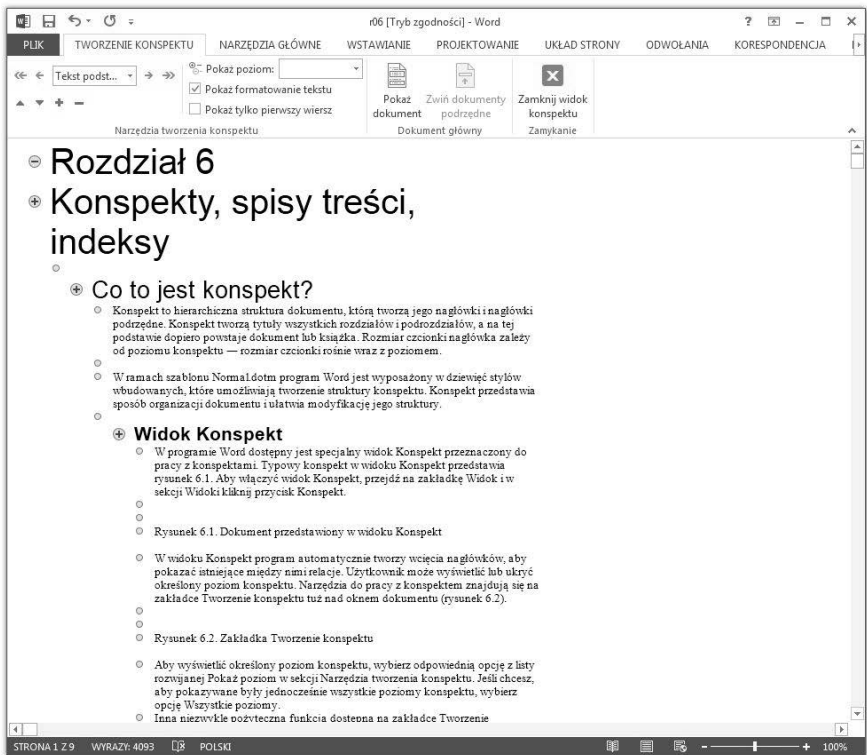 r06 [Tryb zgodności] - Word
PLIK TWORZENIE KONSPEKTU NARZĘDZIA GŁÓWNE WSTAWIANIE PROJEKTOWANIE UKŁAD STRONY ODWOŁANIA KORESPONDENCJA
Tekst podst...
Pokaż poziom:
Pokaż formatowanie tekstu
Pokaż tylko pierwszy wiersz
Narzędzia tworzenia konspektu
Pokaż
dokument
Zwiń dokumenty
podrzędne
Dokument główny
Zamknij widok
konspektu
Zamykanie
Rozdział 6
Konspekty, spisy treści,
indeksy
Co to jest konspekt?
Konspekt to hierarchiczna struktura dokumentu, którą tworzą jego nagłówki i nagłówki
podrzędne. Konspekt tworzą tytuły wszystkich rozdziałów i podrozdziałów, a na tej
podstawie dopiero powstaje dokument lub książka. Rozmiar czcionki nagłówka zależy
od poziomu konspektu — rozmiar czcionki rośnie wraz z poziomem.
W ramach szablonu Normal.dotm program Word jest wyposażony w dziewięć stylów
wbudowanych, które umożliwiają tworzenie struktury konspektu. Konspekt przedstawia
sposób organizacji dokumentu i ułatwia modyfikację jego struktury.
Widok Konspekt
W programie Word dostępny jest specjalny widok Konspekt przeznaczony do
pracy z konspektami. Typowy konspekt w widoku Konspekt przedstawia
rysunek 6.1. Aby włączyć widok Konspekt, przejdź na zakładkę Widok i w
sekcji Widoki kliknij przycisk Konspekt.
Rysunek 6.1. Dokument przedstawiony w widoku Konspekt
W widoku Konspekt program automatycznie tworzy wcięcia nagłówków, aby
pokazać istniejące między nimi relacje. Użytkownik może wyświetlić lub ukryć
określony poziom konspektu. Narzędzia do pracy z konspektem znajdują się na
zakładce Tworzenie konspektu tuż nad oknem dokumentu (rysunek 6.2).
Rysunek 6.2. Zakładka Tworzenie konspektu
Aby wyświetlić określony poziom konspektu, wybierz odpowiednią opcję z listy
rozwijanej Pokaż poziom w sekcji Narzędzia tworzenia konspektu. Jeśli chcesz,
aby pokazywane były jednocześnie wszystkie poziomy konspektu, wybierz
opcję Wszystkie poziomy.
Inna niezwykle pożyteczna funkcja dostępna na zakładce Tworzenie
STRONA 1 Z 9 WYRAZY: 4093 POLSKI 100%